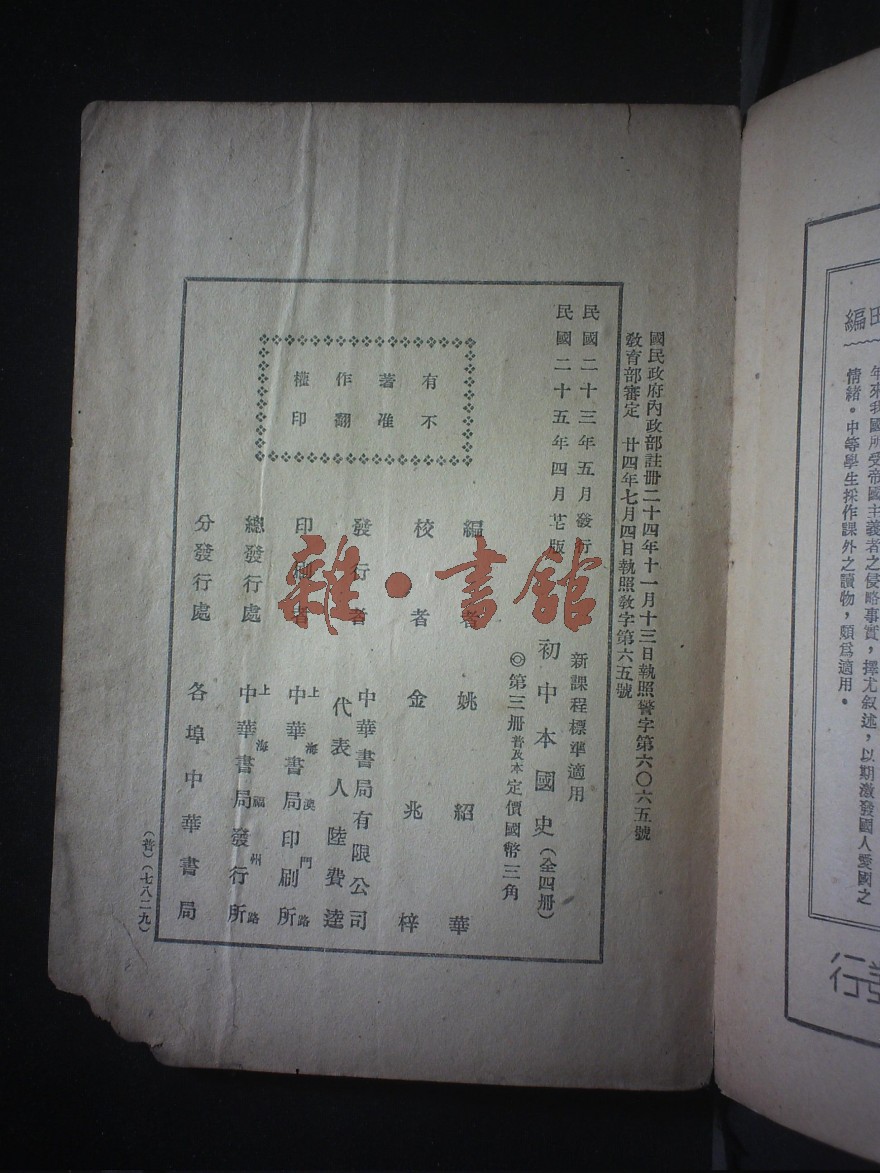 國民政府內政部註冊二十四年十一月十三日執照警字第六〇六五號
教育部審定 廿四年七月四日執照教字第六五號
民國二十三年五月發行
民國二十五年四月版
新課程標準適用
初中本國史(全四冊)
◎第三冊普及本定價國幣三角
有不
著准
作翻
權印
編者 姚紹華
校者 金兆梓
發行者 中華書局有限公司
代表人 陸費逵
印刷者 上海澳門路
中華書局印刷所
總發行處 上海福州路
中華書局發行所
分發行處 各埠中華書局
(普)(七八二九)
雜·書館
編
年來我國所受帝國主義者之侵略事實,擇尤叙述,以期激發國人愛國之
情緒。中等學生採作課外之讀物,頗爲適用。
行